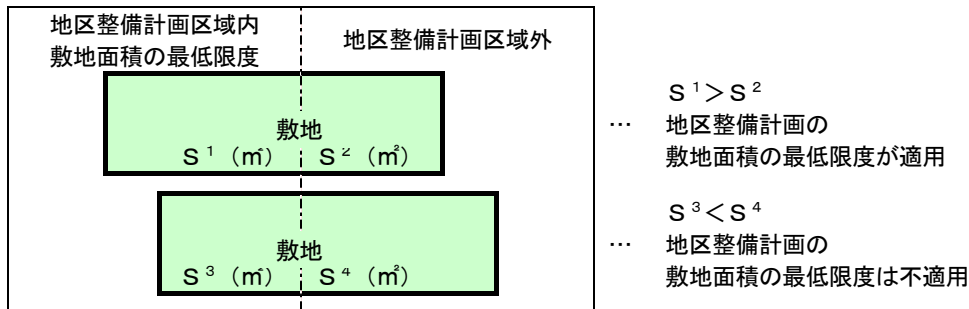 地区整備計画区域内
敷地面積の最低限度
地区整備計画区域外
敷地
S¹（㎡） S²（㎡）
S¹＞S²
… 地区整備計画の
敷地面積の最低限度が適用
敷地
S³（㎡） S⁴（㎡）
S³＜S⁴
… 地区整備計画の
敷地面積の最低限度は不適用